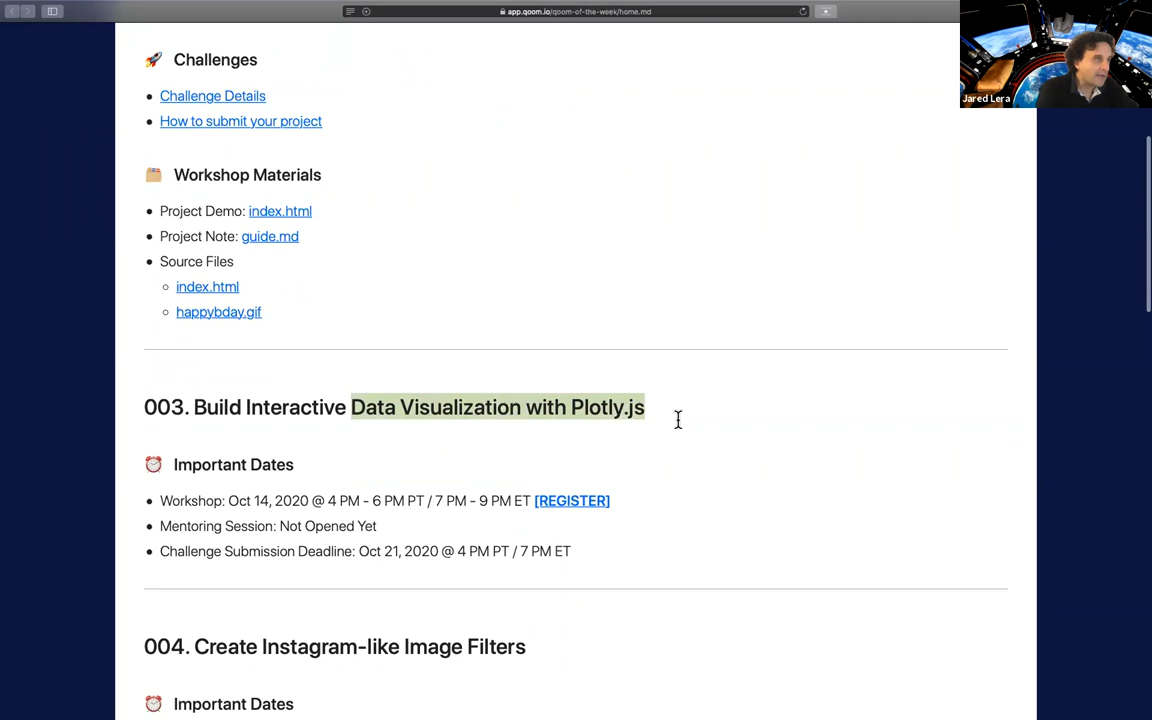 app.qoom.io/qoom-of-the-week/home.md
Jared Lera
🚀 Challenges
• Challenge Details
• How to submit your project
Workshop Materials
• Project Demo: index.html
• Project Note: guide.md
• Source Files
◦ index.html
◦ happybday.gif
003. Build Interactive Data Visualization with Plotly.js
⏰ Important Dates
• Workshop: Oct 14, 2020 @ 4 PM - 6 PM PT / 7 PM - 9 PM ET [REGISTER]
• Mentoring Session: Not Opened Yet
• Challenge Submission Deadline: Oct 21, 2020 @ 4 PM PT / 7 PM ET
004. Create Instagram-like Image Filters
⏰ Important Dates